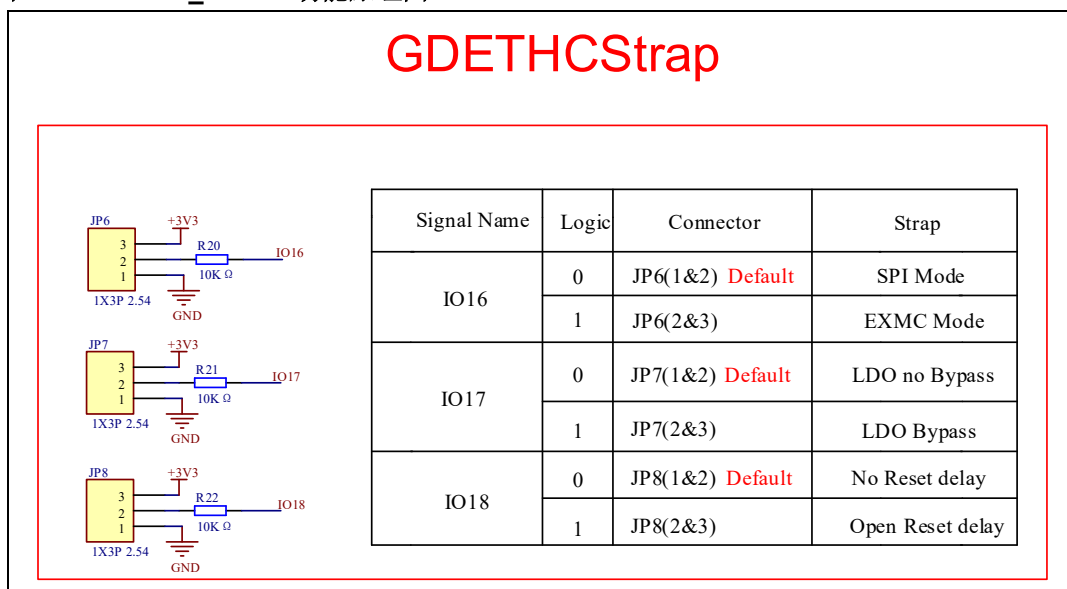 GDETHCStrap
JP6 +3V3
3
2
1
R20
10K Ω
IO16
1X3P 2.54
GND
JP7 +3V3
3
2
1
R21
10K Ω
IO17
1X3P 2.54
GND
JP8 +3V3
3
2
1
R22
10K Ω
IO18
1X3P 2.54
GND
Signal Name Logic Connector Strap
IO16
0 JP6(1&2) Default SPI Mode
1 JP6(2&3) EXMC Mode
IO17
0 JP7(1&2) Default LDO no Bypass
1 JP7(2&3) LDO Bypass
IO18
0 JP8(1&2) Default No Reset delay
1 JP8(2&3) Open Reset delay